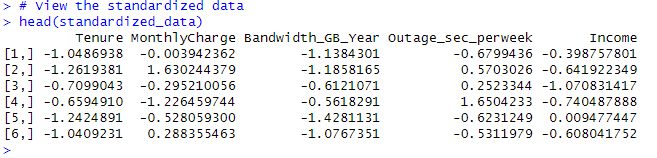 > # View the standardized data
> head(standardized_data)
Tenure MonthlyCharge Bandwidth_GB_Year Outage_sec_perweek Income
[1,] -1.0486938 -0.003942362 -1.1384301 -0.6799436 -0.398757801
[2,] -1.2619381 1.630244379 -1.1858165 0.5703026 -0.641922349
[3,] -0.7099043 -0.295210056 -0.6121071 0.2523344 -1.070831417
[4,] -0.6594910 -1.226459744 -0.5618291 1.6504233 -0.740487888
[5,] -1.2424891 -0.528059300 -1.4281131 -0.6231249 0.009477447
[6,] -1.0409231 0.288355463 -1.0767351 -0.5311979 -0.608041752
>